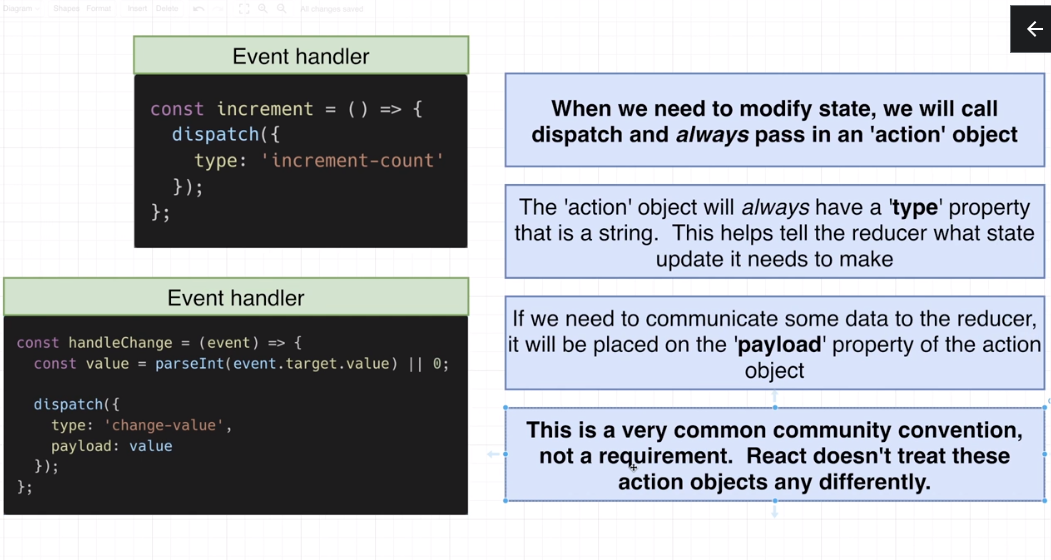 Diagram Shapes Format Insert Delete All changes saved
Event handler
const increment = () => {
dispatch({
type: 'increment-count'
});
};
When we need to modify state, we will call
dispatch and always pass in an 'action' object
The 'action' object will always have a 'type' property
that is a string. This helps tell the reducer what state
update it needs to make
Event handler
const handleChange = (event) => {
const value = parseInt(event.target.value) || 0;
dispatch({
type: 'change-value',
payload: value
});
};
If we need to communicate some data to the reducer,
it will be placed on the 'payload' property of the action
object
This is a very common community convention,
not a requirement. React doesn't treat these
action objects any differently.